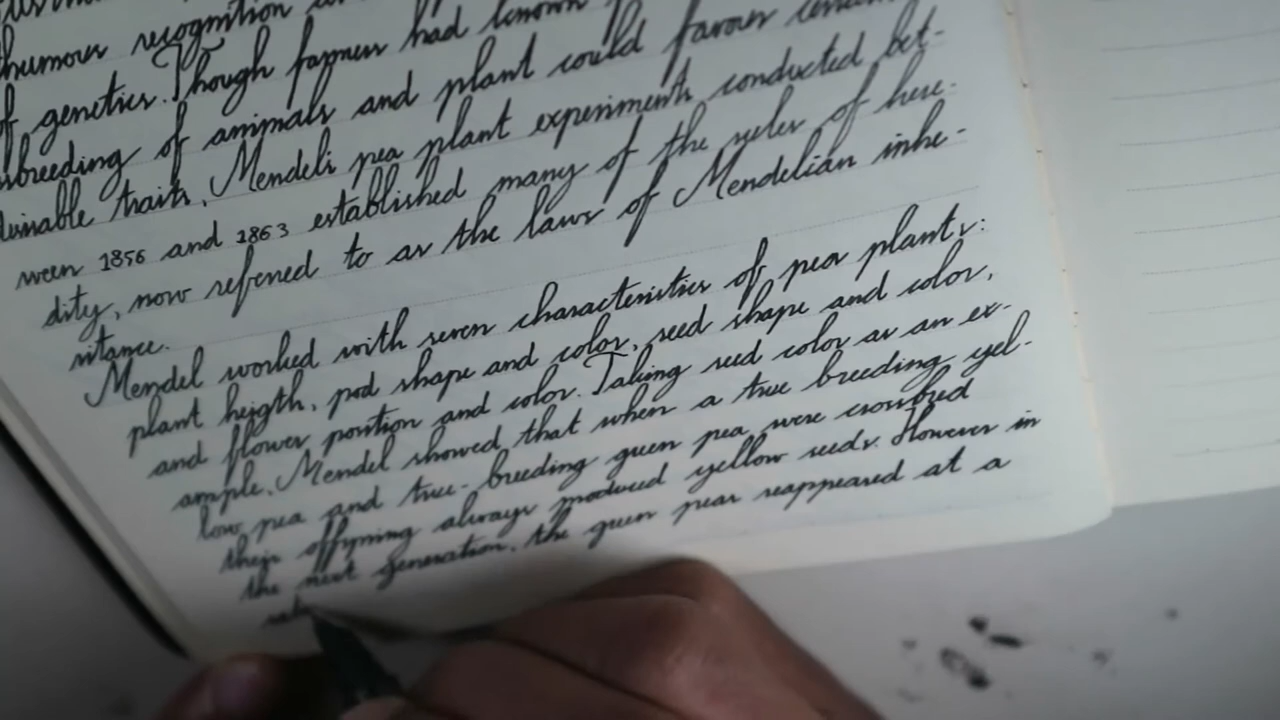 humour recognition
of genetics. Though farmers had known
breeding of animals and plant could favour certain
desirable traits, Mendel's pea plant experiments conducted bet-
ween 1856 and 1863 established many of the rules of here-
dity, now referred to as the laws of Mendelian inhe-
ritance.
Mendel worked with seven characteristics of pea plants:
plant heigth, pod shape and color, seed shape and color,
and flower position and color. Taking seed color as an ex-
ample, Mendel showed that when a true breeding yel-
low pea and true-breeding green pea were crossbred
their offspring always produced yellow seeds. However in
the next generation, the green peas reappeared at a